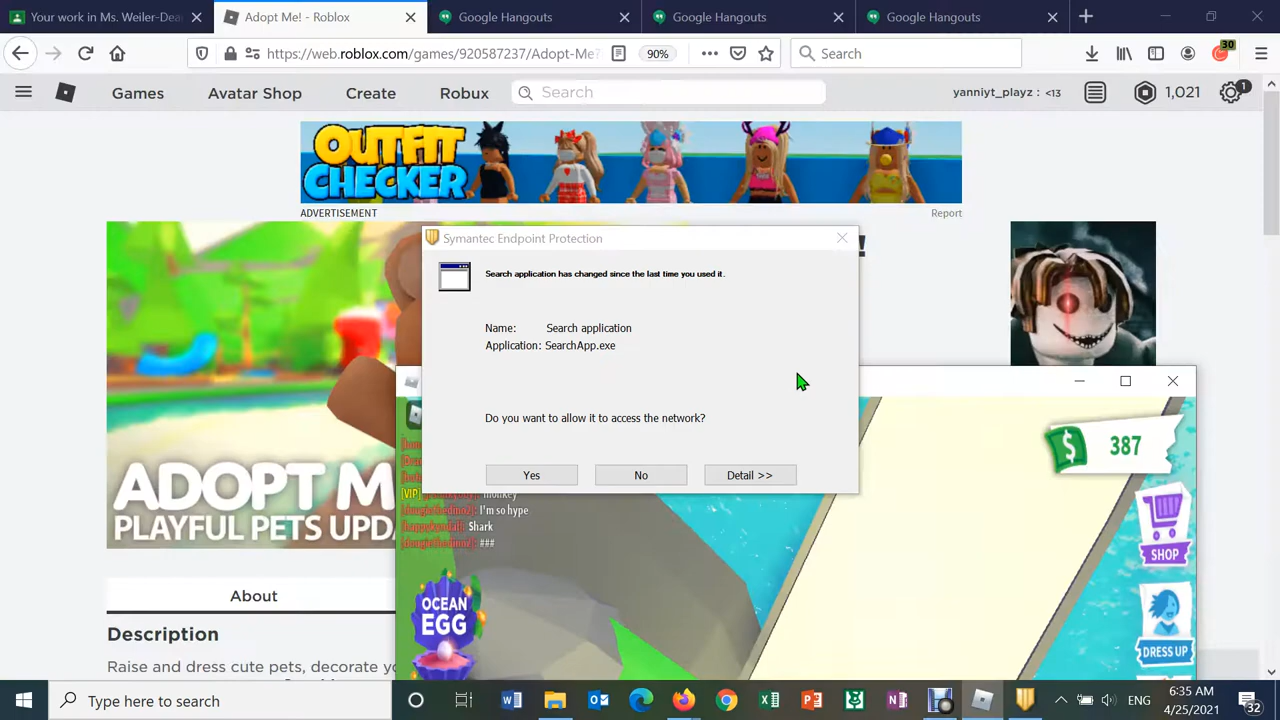 Your work in Ms. Weiler-Dea
Adopt Me! - Roblox
Google Hangouts
Google Hangouts
Google Hangouts
https://web.roblox.com/games/920587237/Adopt-Me?
90%
Search
30
Games
Avatar Shop
Create
Robux
Search
yanniyt_playz : <13
1,021
1
OUTFIT
CHECKER
ADVERTISEMENT
Report
Symantec Endpoint Protection
Search application has changed since the last time you used it.
Name: Search application
Application: SearchApp.exe
Do you want to allow it to access the network?
Yes
No
Detail >>
ADOPT M
PLAYFUL PETS UPD
monkey
I'm so hype
Shark
###
387
SHOP
DRESS UP
OCEAN
EGG
About
Description
Raise and dress cute pets, decorate yo
Type here to search
ENG
6:35 AM
4/25/2021
32